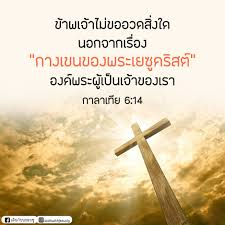 ข้าพเจ้าไม่ขออวดสิ่งใด
นอกจากเรื่อง
"กางเขนของพระเยซูคริสต์"
องค์พระผู้เป็นเจ้าของเรา
กาลาเทีย 6:14